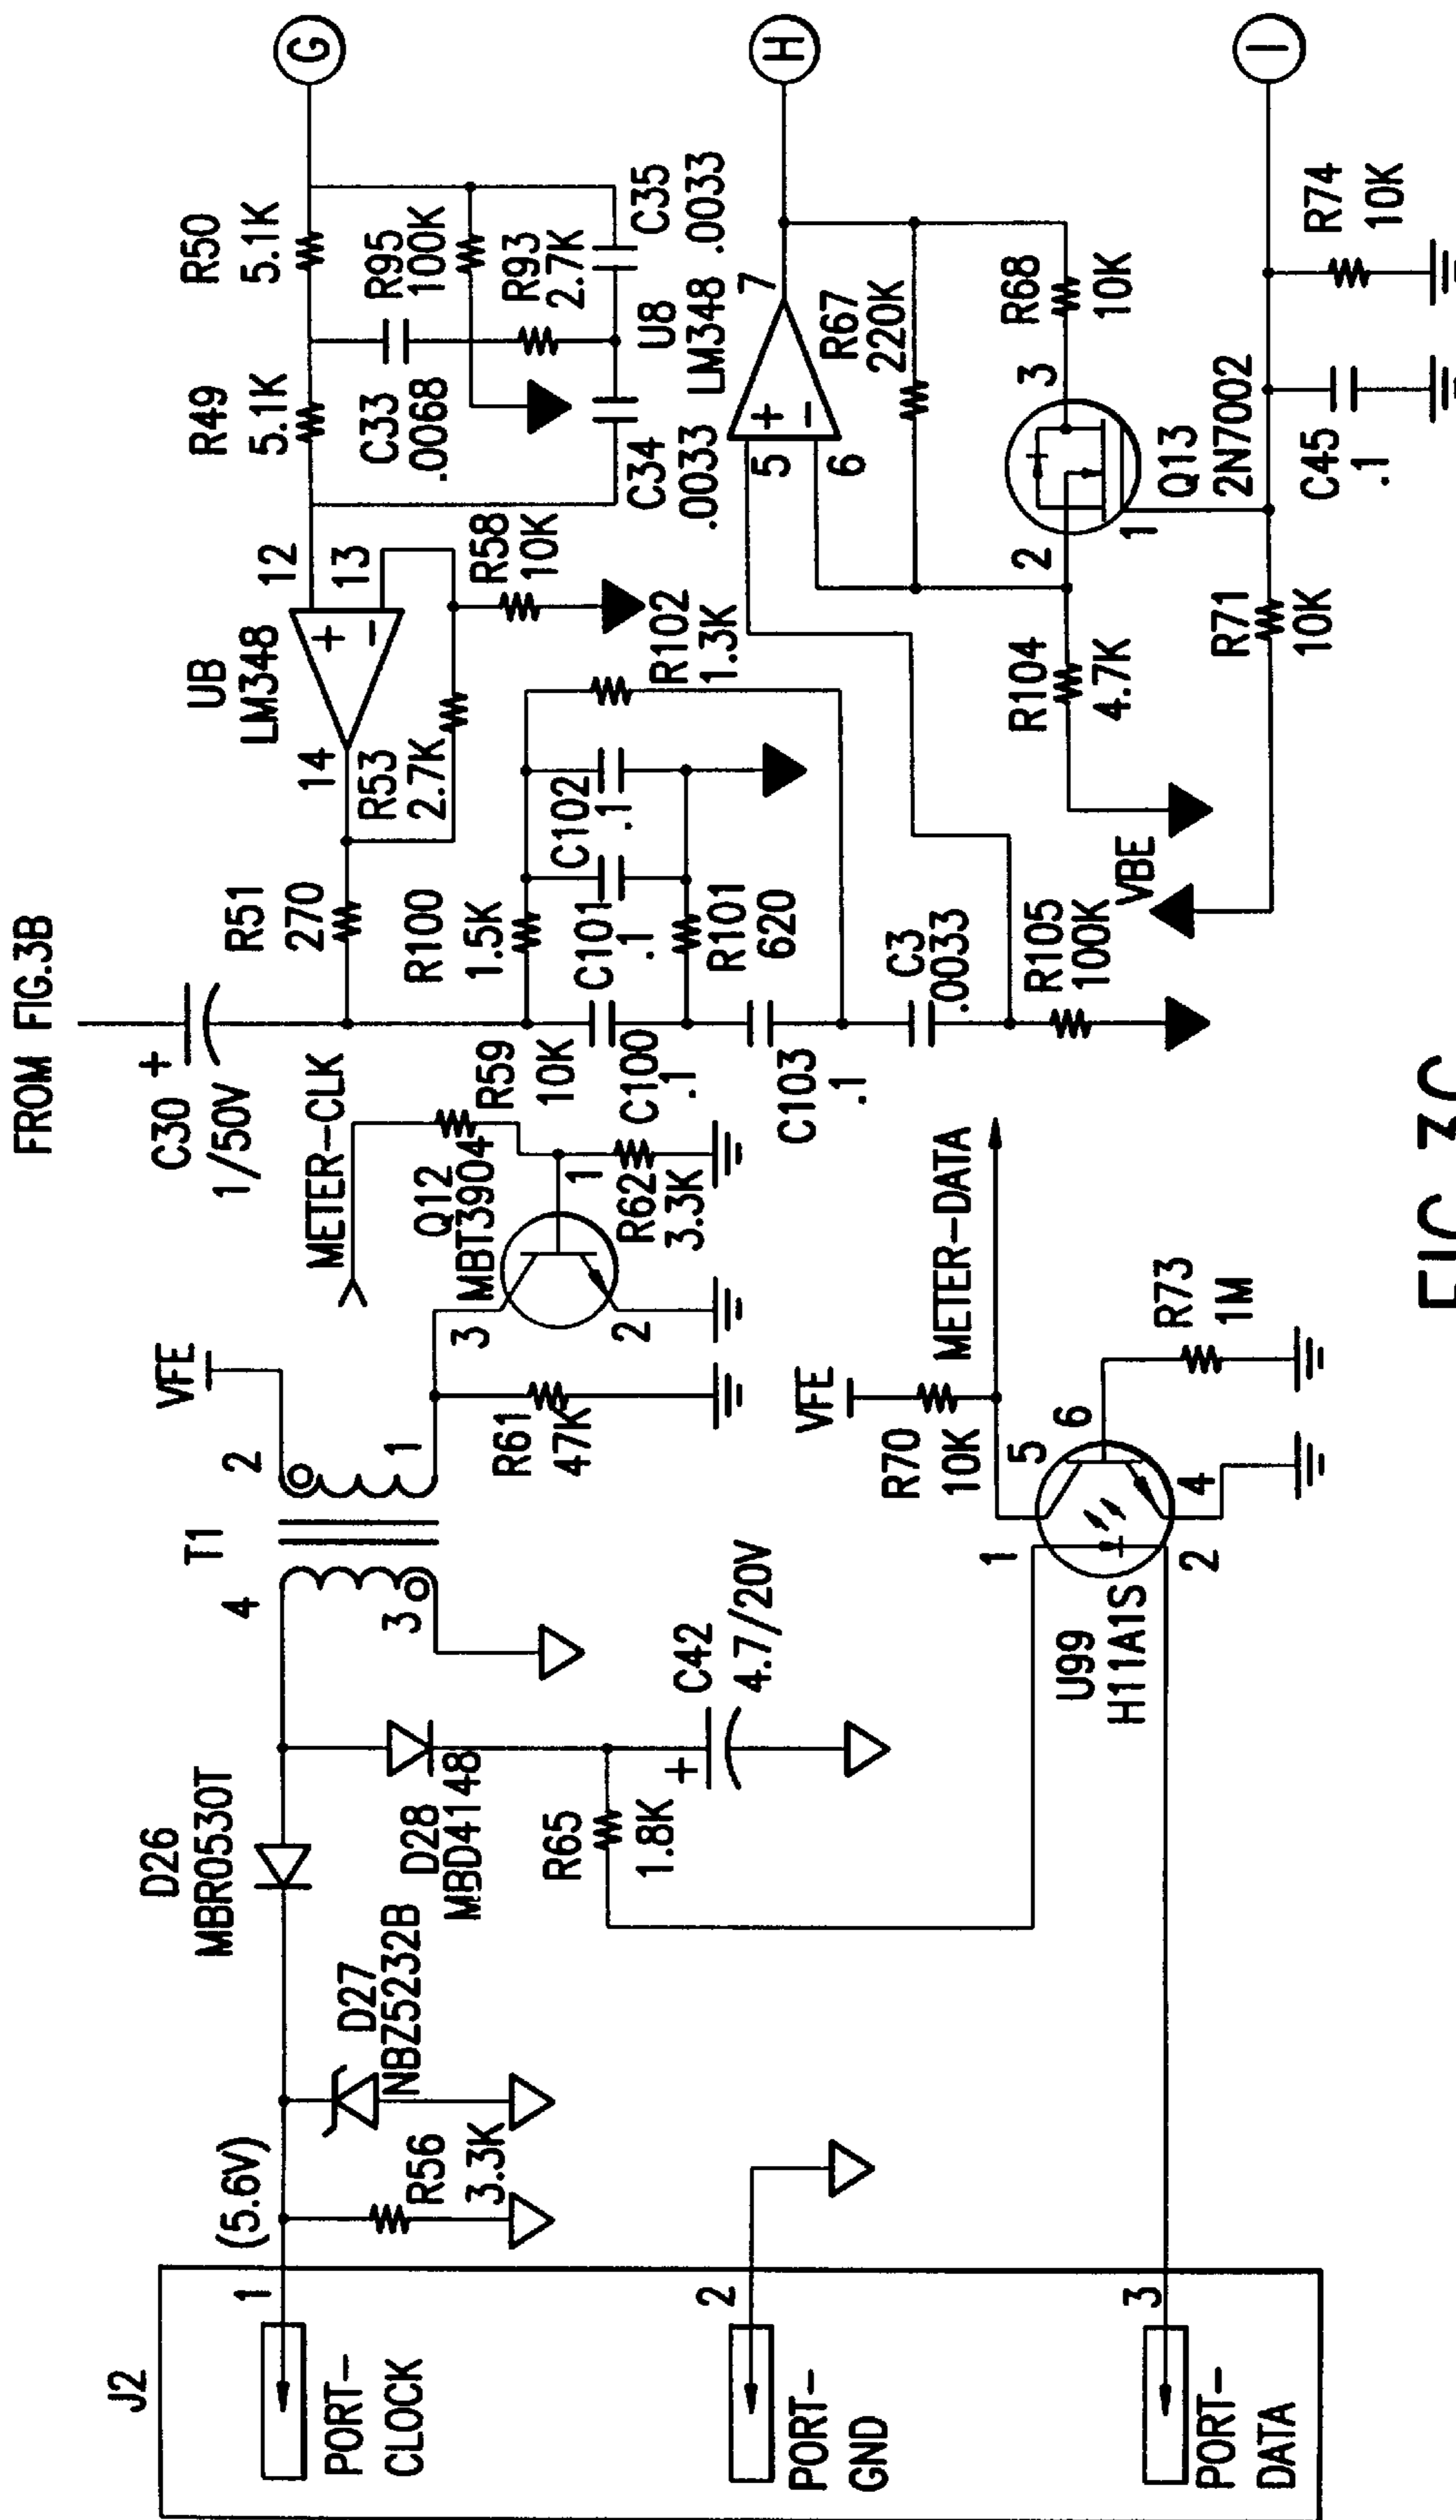 FROM FIG.3B
J2
1
PORT-
CLOCK
2
PORT-
GND
3
PORT-
DATA
(5.6V)
R56
3.3K
D27
NBZ5232B
D26
MBR0530T
D28
MBD4148
R65
1.8K
C42
+
4.7/20V
T1
4
3
2
1
VFE
R61
47K
METER-CLK
Q12
MBT3904
3
2
1
R59
10K
R62
3.3K
U99
H11A1S
1
2
5
4
6
VFE
R70
10K
METER-DATA
R73
1M
C30
+
1/50V
R51
270
R100
1.5K
C100
.1
C101
.1
C102
.1
R101
620
C103
.1
C3
.0033
R105
100K
R102
1.3K
UB
LM348
14
12
13
+
-
R53
2.7K
R58
10K
R49
5.1K
R50
5.1K
C33
.0068
R95
100K
R93
2.7K
C34
.0033
C35
.0033
U8
LM348
5
6
7
+
-
R67
220K
R68
10K
R104
4.7K
Q13
2N7002
2
3
1
VBE
R71
10K
C45
.1
R74
10K
G
H
I